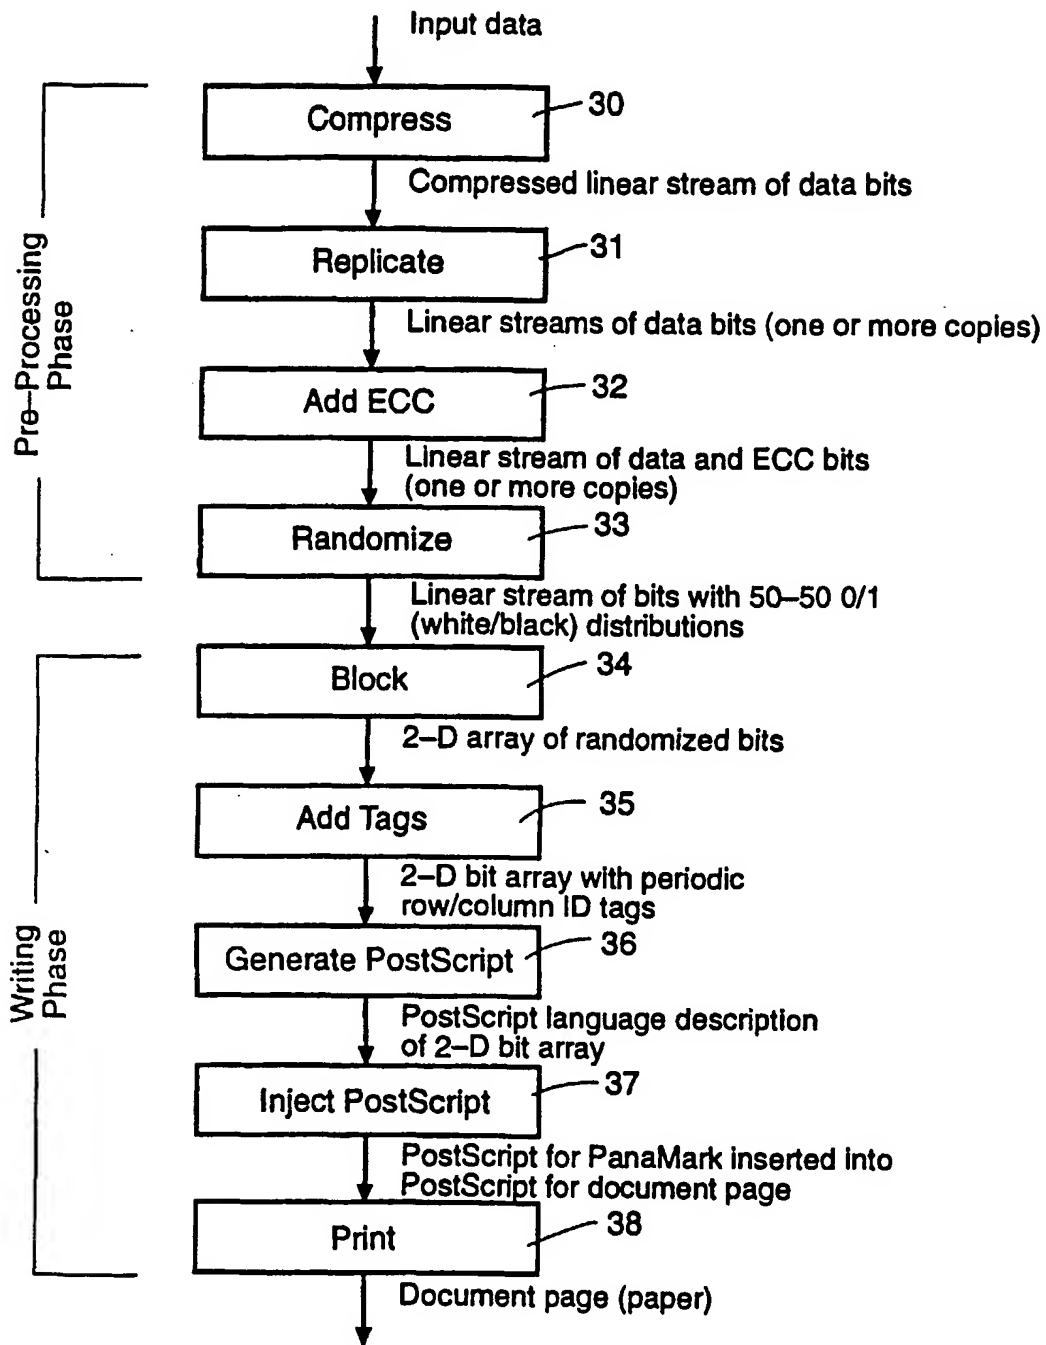 Input data
Compress
30
Compressed linear stream of data bits
Replicate
31
Linear streams of data bits (one or more copies)
Add ECC
32
Linear stream of data and ECC bits
(one or more copies)
Randomize
33
Pre–Processing
Phase
Linear stream of bits with 50–50 0/1
(white/black) distributions
Block
34
2–D array of randomized bits
Add Tags
35
2–D bit array with periodic
row/column ID tags
Generate PostScript
36
PostScript language description
of 2–D bit array
Inject PostScript
37
PostScript for PanaMark inserted into
PostScript for document page
Print
38
Writing
Phase
Document page (paper)